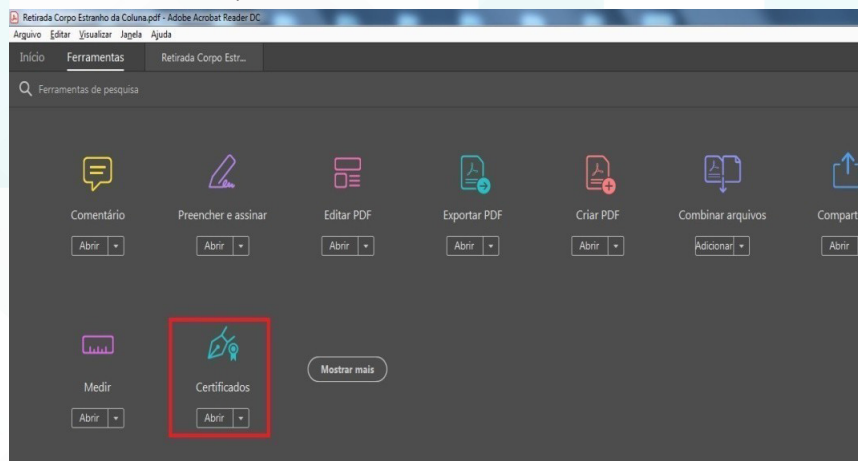 Retirada Corpo Estranho da Coluna.pdf - Adobe Acrobat Reader DC
Arquivo Editar Visualizar Janela Ajuda
Início Ferramentas Retirada Corpo Estr...
Ferramentas de pesquisa
Comentário Preencher e assinar Editar PDF Exportar PDF Criar PDF Combinar arquivos Compart
Abrir Abrir Abrir Abrir Abrir Adicionar Abrir
Mostrar mais
Medir Certificados
Abrir Abrir